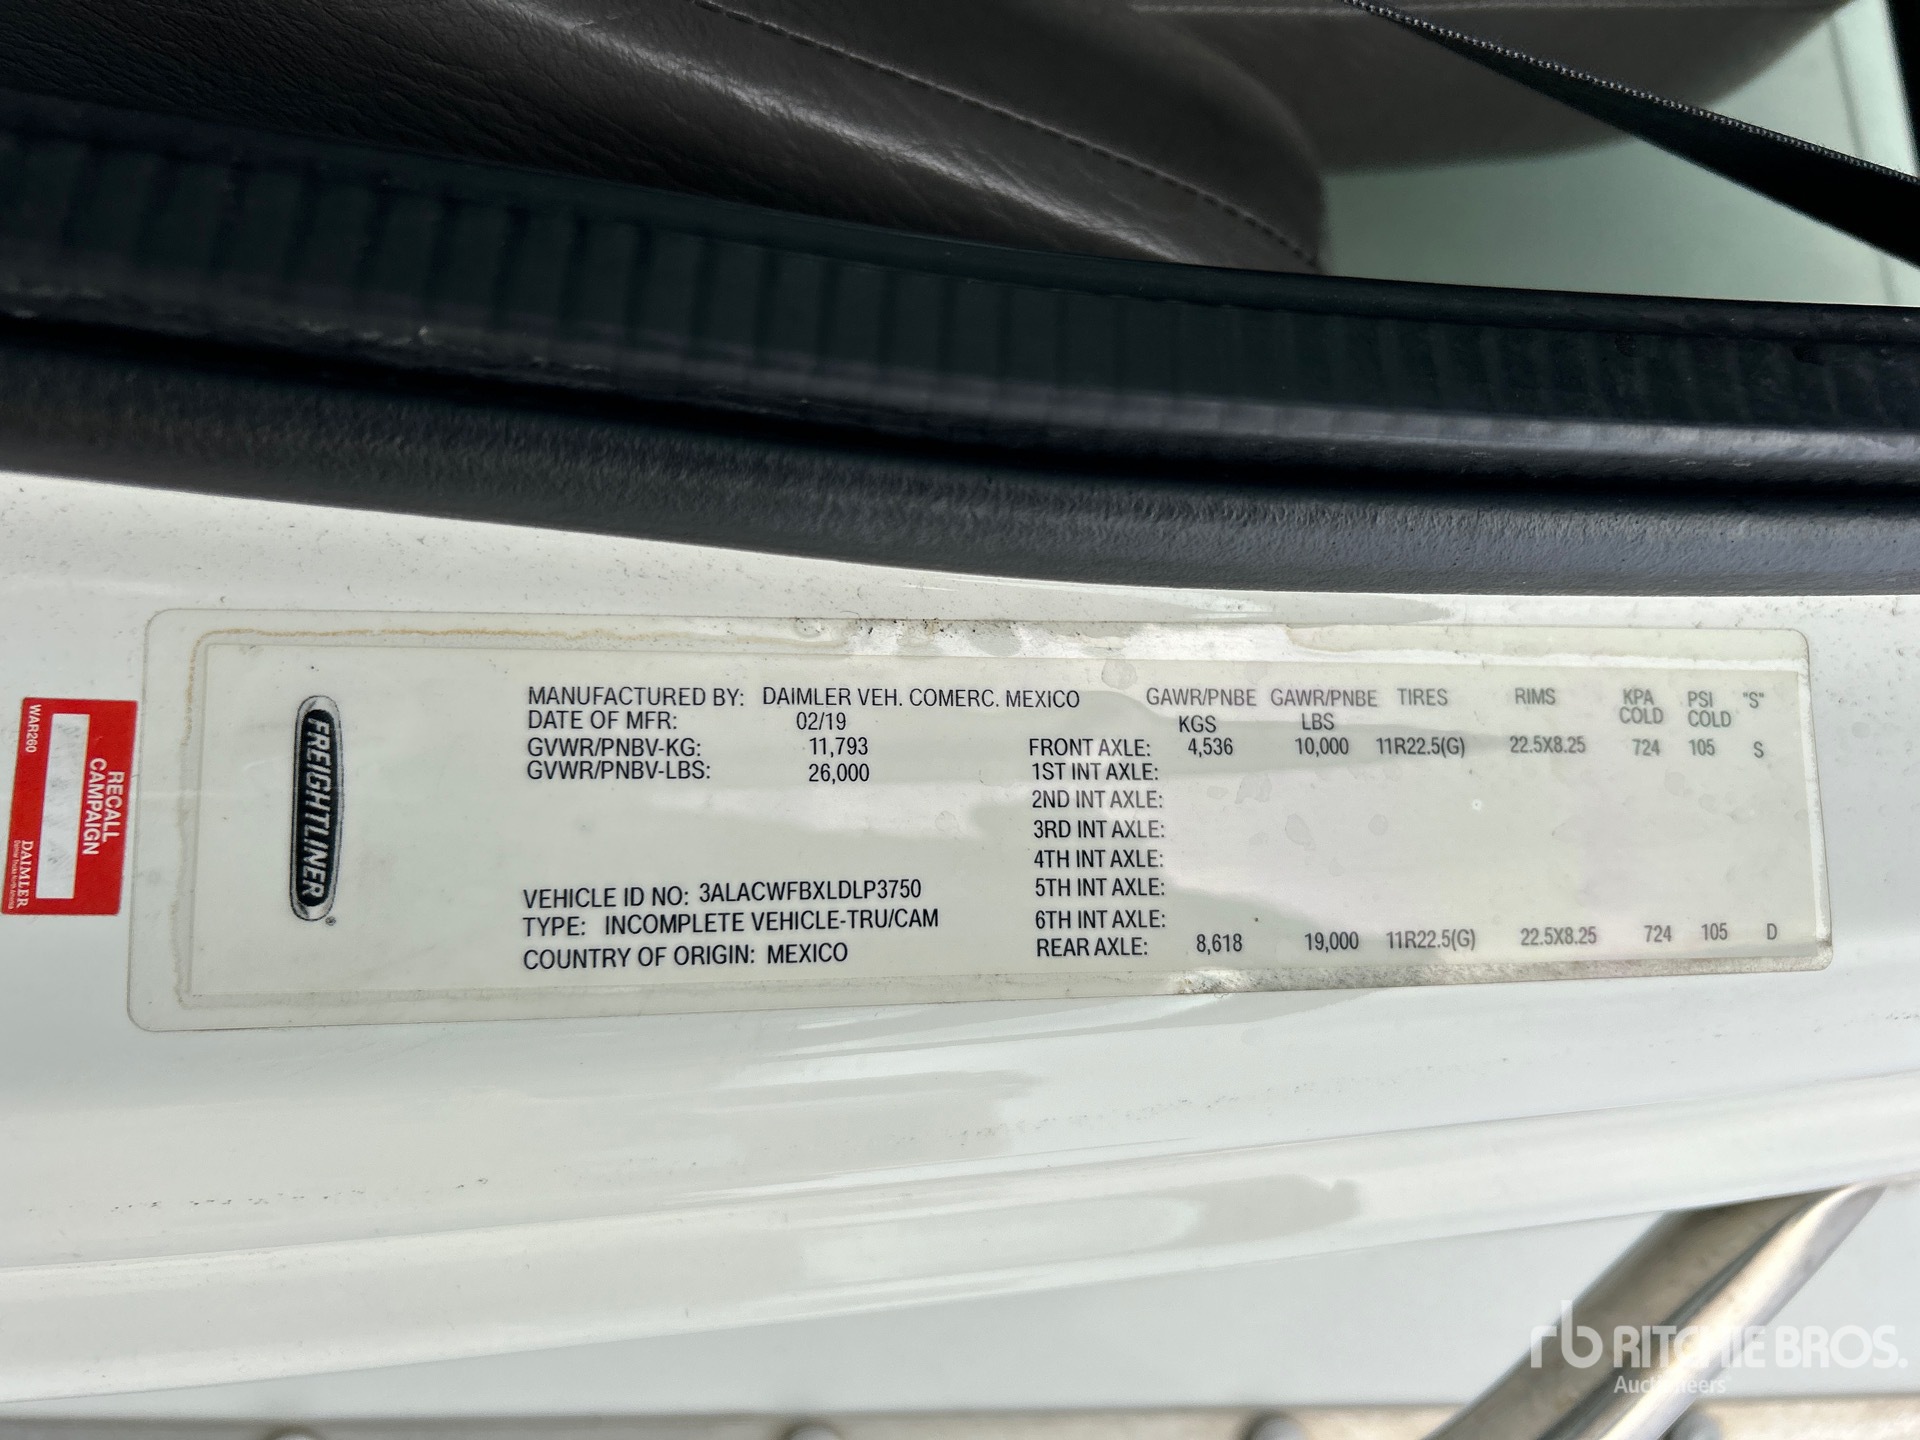 MANUFACTURED BY: DAIMLER VEH. COMERC. MEXICO
DATE OF MFR: 02/19
GVWR/PNBV-KG: 11,793
GVWR/PNBV-LBS: 26,000
VEHICLE ID NO: 3ALACWFBXLDLP3750
TYPE: INCOMPLETE VEHICLE-TRU/CAM
COUNTRY OF ORIGIN: MEXICO
GAWR/PNBE KGS GAWR/PNBE LBS TIRES RIMS KPA COLD PSI COLD "S"
FRONT AXLE: 4,536 10,000 11R22.5(G) 22.5X8.25 724 105 S
1ST INT AXLE:
2ND INT AXLE:
3RD INT AXLE:
4TH INT AXLE:
5TH INT AXLE:
6TH INT AXLE:
REAR AXLE: 8,618 19,000 11R22.5(G) 22.5X8.25 724 105 D
FREIGHTLINER®
RECALL
CAMPAIGN
WAR260
DAIMLER
rb RITCHIE BROS.
Auctioneers